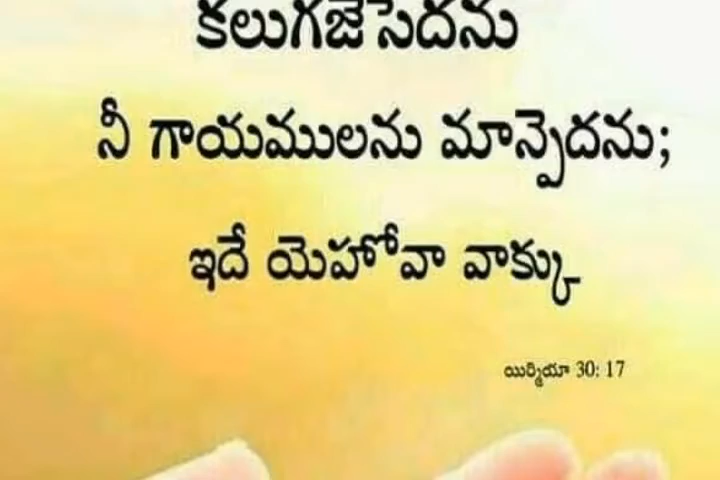 కలుగజేసెదను
నీ గాయములను మాన్పెదను;
ఇదే యెహోవా వాక్కు
యిర్మియా 30: 17